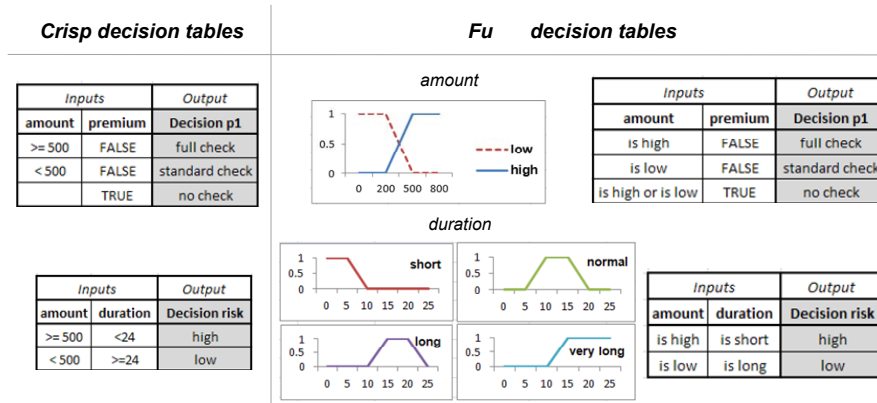 Crisp decision tables
Fu decision tables
Inputs Output
amount premium Decision p1
>= 500 FALSE full check
< 500 FALSE standard check
TRUE no check
Inputs Output
amount duration Decision risk
>= 500 <24 high
< 500 >=24 low
amount
1
0.5
0
0 200 500 800
low
high
Inputs Output
amount premium Decision p1
is high FALSE full check
is low FALSE standard check
is high or is low TRUE no check
duration
short
1
0.5
0
0 5 10 15 20 25
normal
1
0.5
0
0 5 10 15 20 25
long
1
0.5
0
0 5 10 15 20 25
very long
1
0.5
0
0 5 10 15 20 25
Inputs Output
amount duration Decision risk
is high is short high
is low is long low